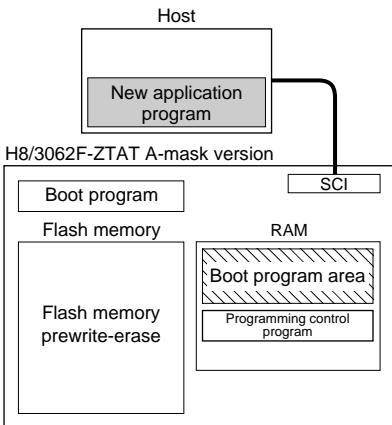 Host
New application
program
H8/3062F-ZTAT A-mask version
SCI
Boot program
Flash memory
RAM
Boot program area
Programming control
program
Flash memory
prewrite-erase